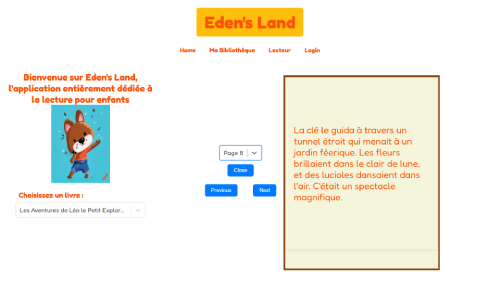 Eden's Land
Home
Ma Bibliothèque
Lecteur
Login
Bienvenue sur Eden's Land,
l'application entièrement dédiée à
la lecture pour enfants
Choisissez un livre :
Les Aventures de Léo le Petit Explor...
Page 8
Close
Previous
Next
La clé le guida à travers un
tunnel étroit qui menait à un
jardin féerique. Les fleurs
brillaient dans le clair de lune,
et des lucioles dansaient dans
l'air. C'était un spectacle
magnifique.